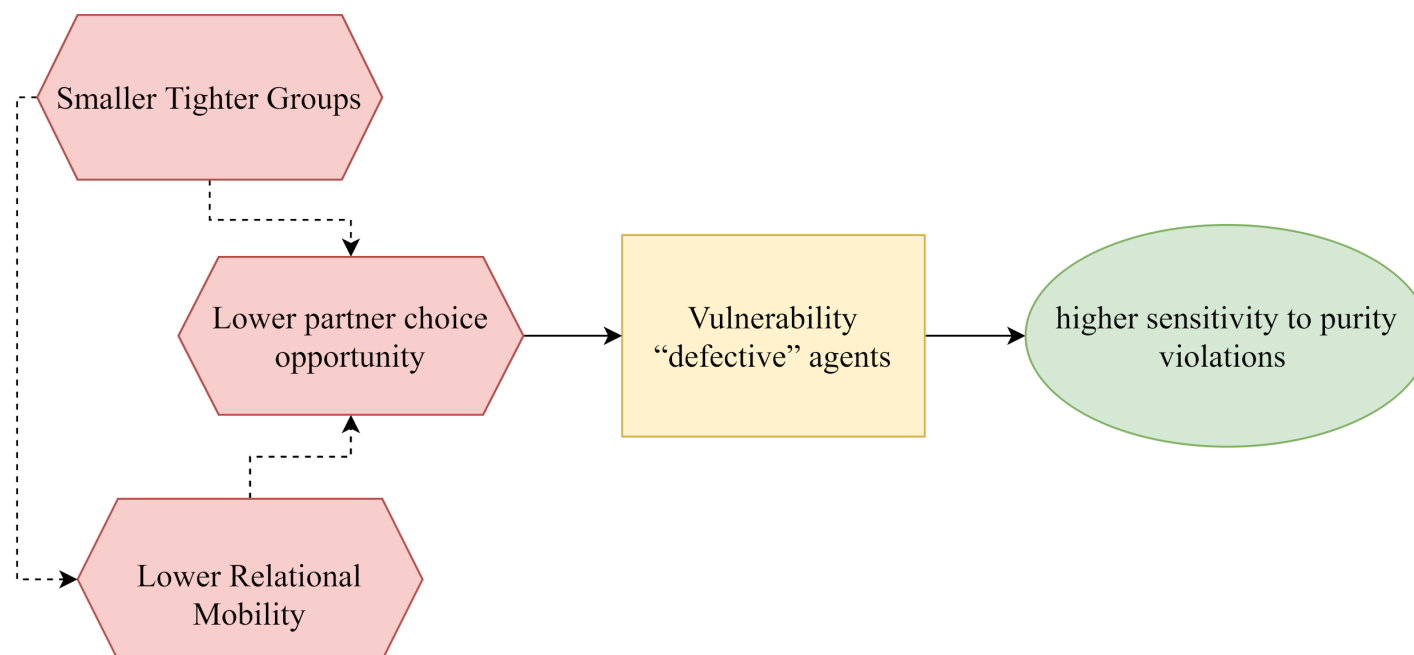 Smaller Tighter Groups
Lower partner choice
opportunity
Vulnerability
“defective” agents
higher sensitivity to purity
violations
Lower Relational
Mobility